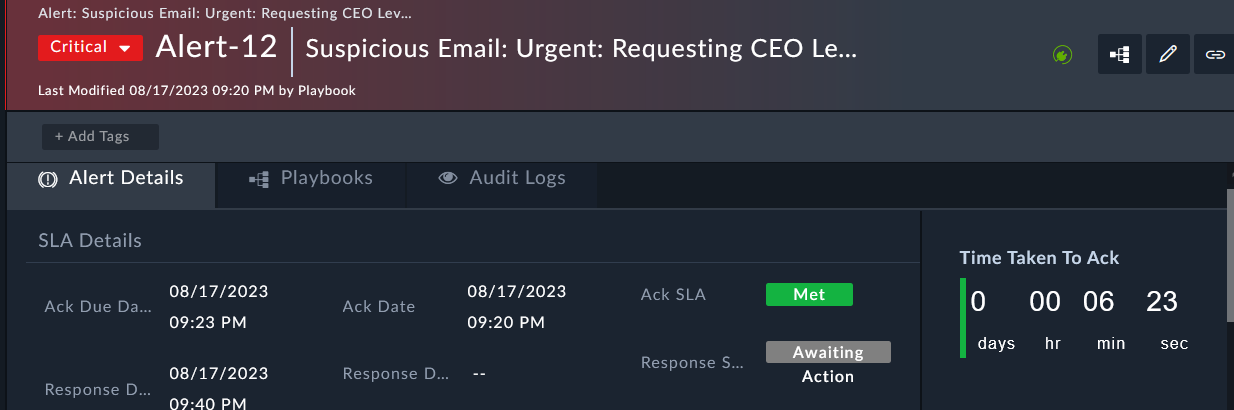 Alert: Suspicious Email: Urgent: Requesting CEO Lev...
Critical Alert-12 Suspicious Email: Urgent: Requesting CEO Le...
Last Modified 08/17/2023 09:20 PM by Playbook
+ Add Tags
Alert Details Playbooks Audit Logs
SLA Details
Time Taken To Ack
Ack Due Da... 08/17/2023 09:23 PM
Ack Date 08/17/2023 09:20 PM
Ack SLA Met
0 00 06 23
days hr min sec
Response D... 08/17/2023 09:40 PM
Response D... --
Response S... Awaiting Action